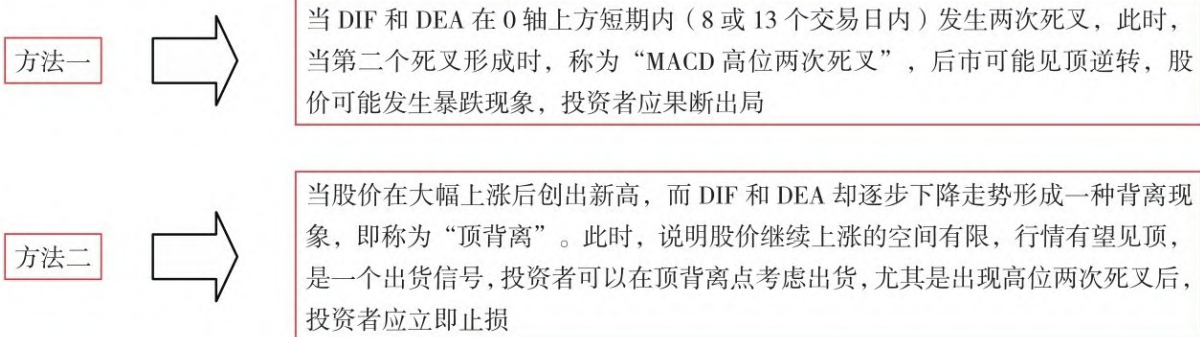 方法一
当 DIF 和 DEA 在 0 轴上方短期内（8 或 13 个交易日内）发生两次死叉，此时，
当第二个死叉形成时，称为“MACD 高位两次死叉”，后市可能见顶逆转，股
价可能发生暴跌现象，投资者应果断出局
方法二
当股价在大幅上涨后创出新高，而 DIF 和 DEA 却逐步下降走势形成一种背离现
象，即称为“顶背离”。此时，说明股价继续上涨的空间有限，行情有望见顶，
是一个出货信号，投资者可以在顶背离点考虑出货，尤其是出现高位两次死叉后，
投资者应立即止损